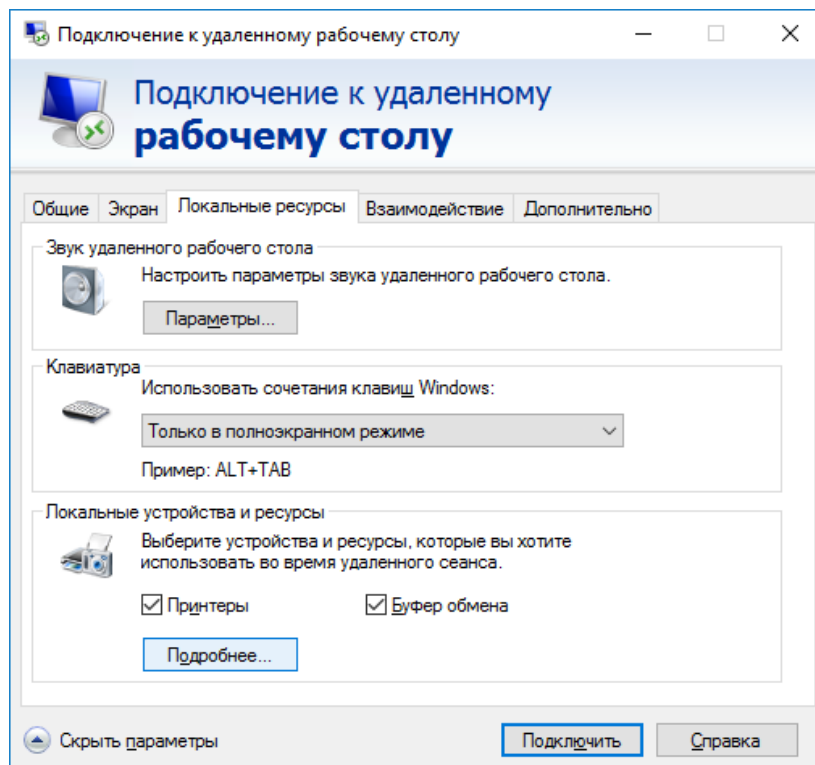 Подключение к удаленному рабочему столу
Подключение к удаленному
рабочему столу
Общие Экран Локальные ресурсы Взаимодействие Дополнительно
Звук удаленного рабочего стола
Настроить параметры звука удаленного рабочего стола.
Параметры...
Клавиатура
Использовать сочетания клавиш Windows:
Только в полноэкранном режиме
Пример: ALT+TAB
Локальные устройства и ресурсы
Выберите устройства и ресурсы, которые вы хотите
использовать во время удаленного сеанса.
Принтеры Буфер обмена
Подробнее...
Скрыть параметры Подключить Справка